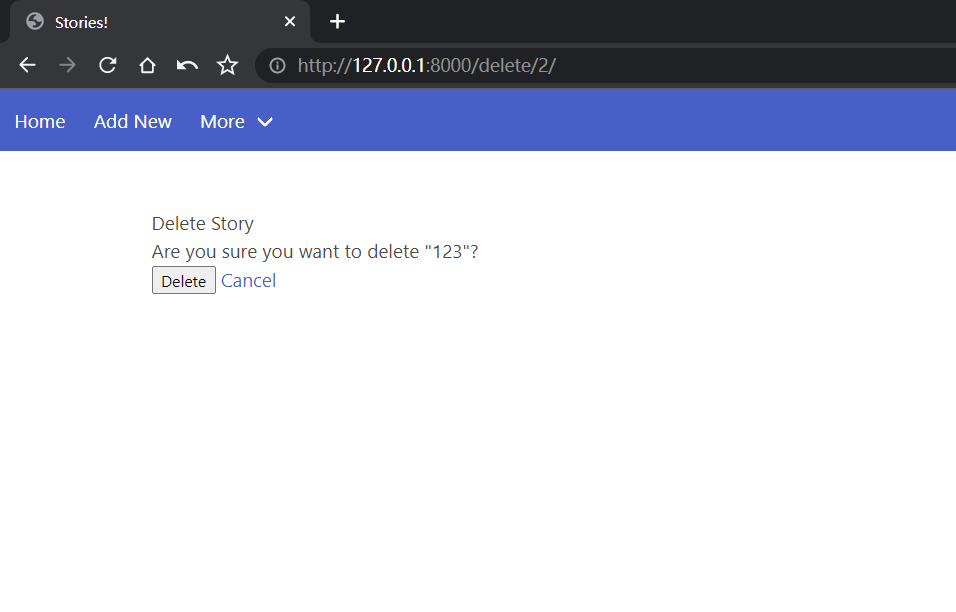 Stories!
http://127.0.0.1:8000/delete/2/
Home Add New More
Delete Story
Are you sure you want to delete "123"?
Delete Cancel